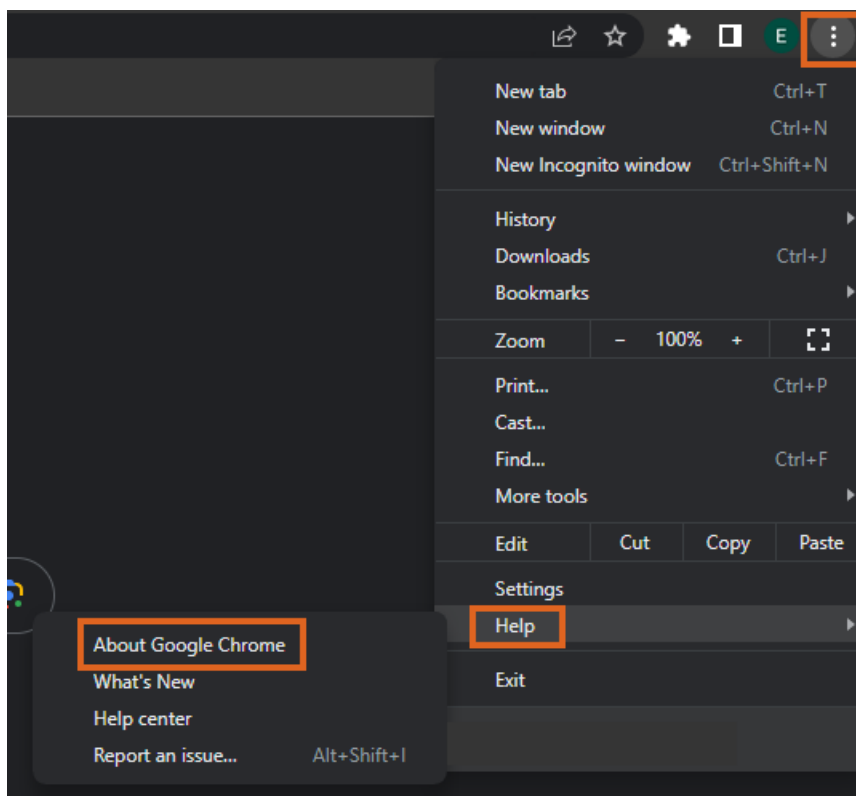 E
New tab Ctrl+T
New window Ctrl+N
New Incognito window Ctrl+Shift+N
History
Downloads Ctrl+J
Bookmarks
Zoom – 100% +
Print... Ctrl+P
Cast...
Find... Ctrl+F
More tools
Edit Cut Copy Paste
Settings
Help
Exit
About Google Chrome
What's New
Help center
Report an issue... Alt+Shift+I